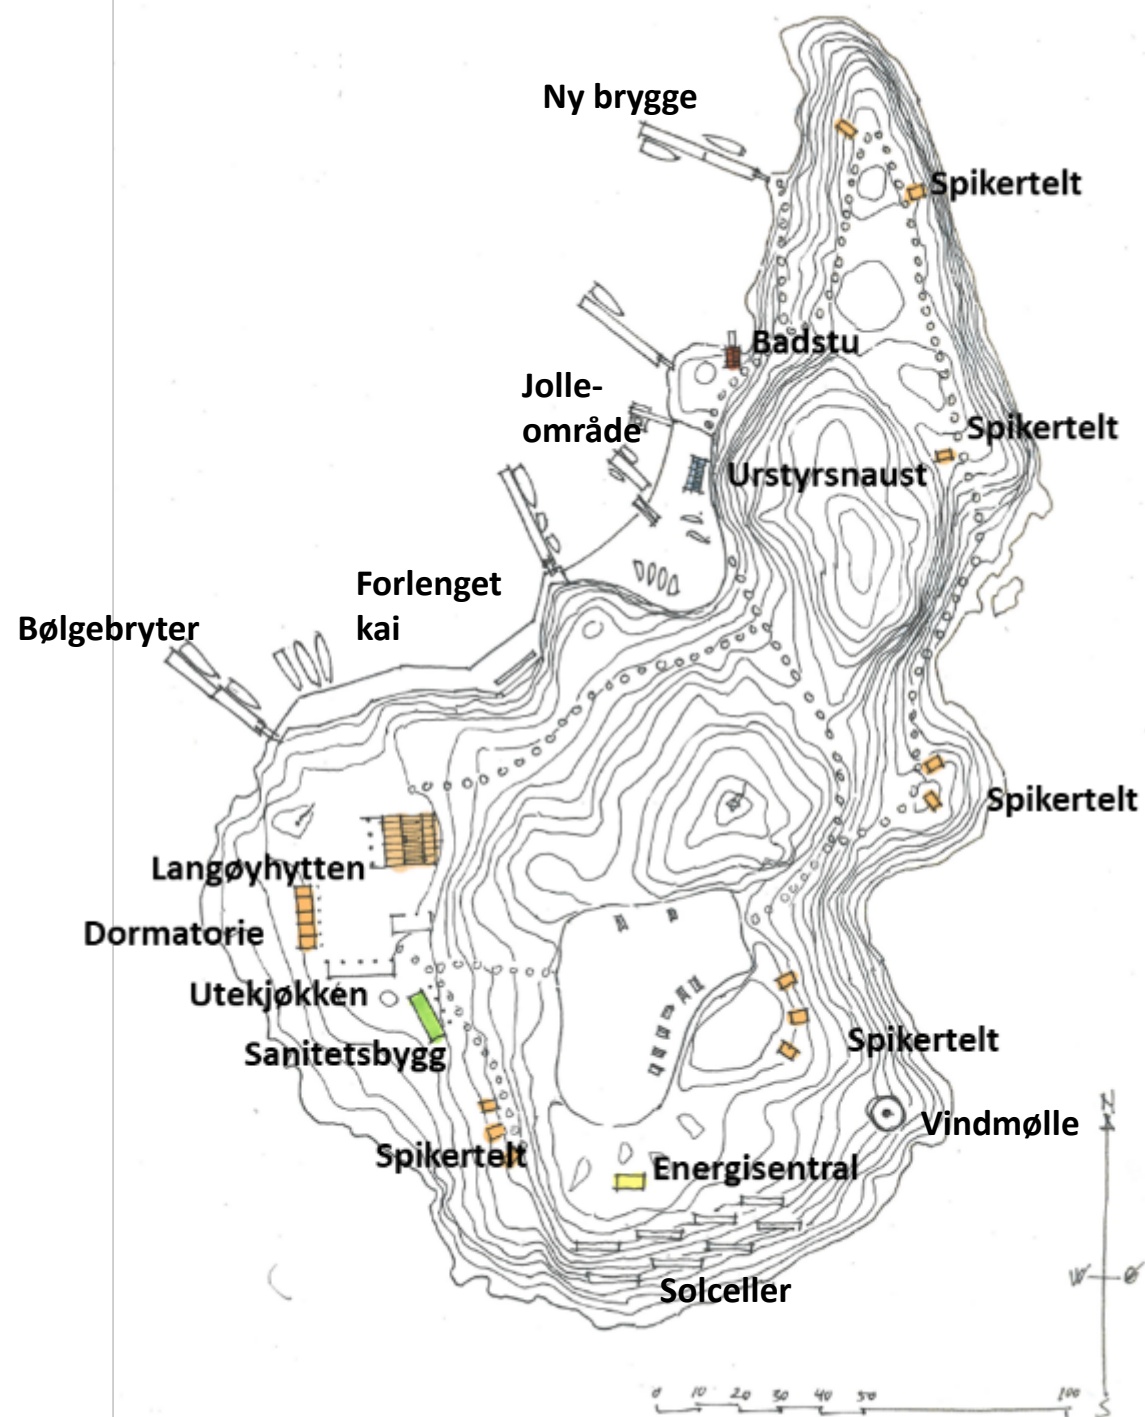 Ny brygge
Spikertelt
Badstu
Jolle-
område
Spikertelt
Urstyrsnaust
Forlenget
kai
Bølgebryter
Spikertelt
Langøyhytten
Dormatorie
Utekjøkken
Sanitetsbygg
Spikertelt
Vindmølle
Spikertelt
Energisentral
Solceller
N
W Ø
S
0 10 20 30 40 50 100